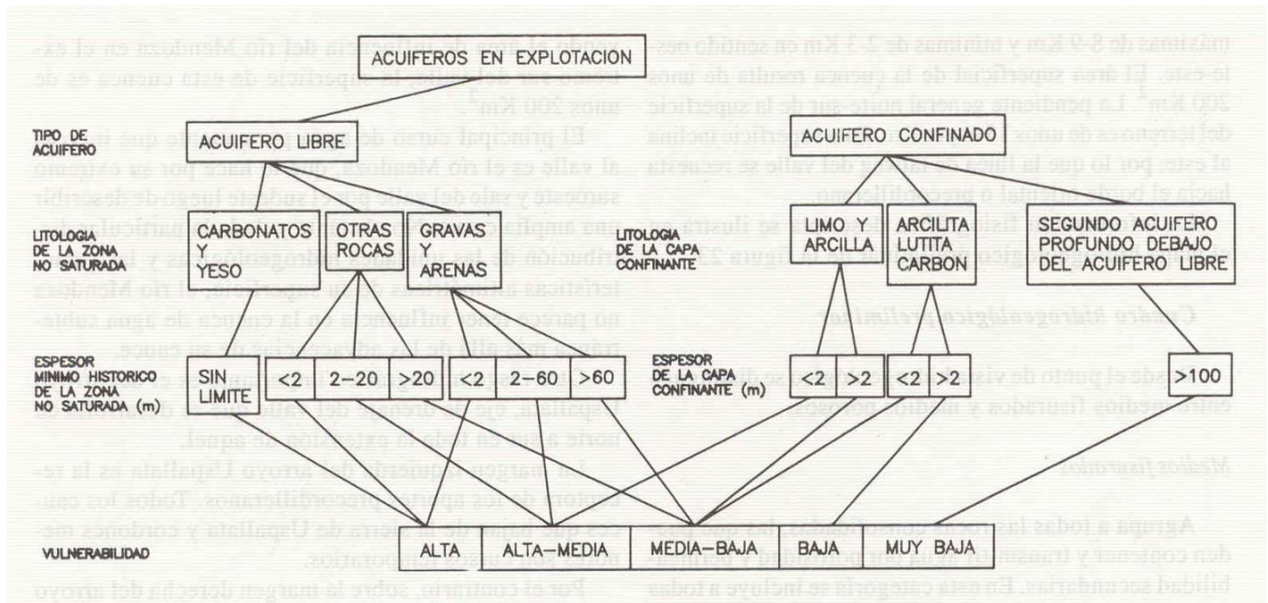 ACUIFEROS EN EXPLOTACION
TIPO DE
ACUIFERO
ACUIFERO LIBRE
ACUIFERO CONFINADO
LITOLOGIA
DE LA ZONA
NO SATURADA
CARBONATOS
Y
YESO
OTRAS
ROCAS
GRAVAS
Y
ARENAS
LITOLOGIA
DE LA CAPA
CONFINANTE
LIMO Y
ARCILLA
ARCILITA
LUTITA
CARBON
SEGUNDO ACUIFERO
PROFUNDO DEBAJO
DEL ACUIFERO LIBRE
ESPESOR
MINIMO HISTORICO
DE LA ZONA
NO SATURADA (m)
SIN
LIMITE
<2 2-20 >20
<2 2-60 >60
ESPESOR
DE LA CAPA
CONFINANTE (m)
<2 >2 <2 >2
>100
VULNERABILIDAD
ALTA ALTA-MEDIA MEDIA-BAJA BAJA MUY BAJA